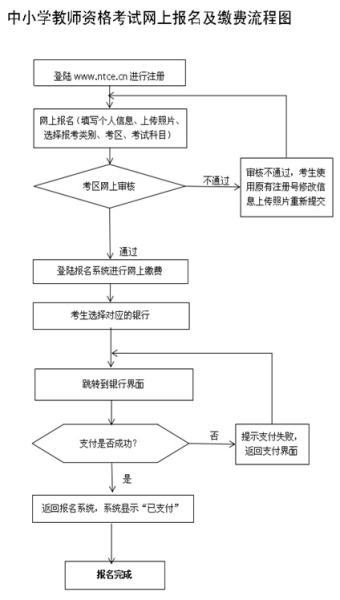 中小学教师资格考试网上报名及缴费流程图
登陆 www.ntce.cn 进行注册
网上报名（填写个人信息、上传照片、
选择报考类别、考区、考试科目）
考区网上审核
不通过
审核不通过，考生使
用原有注册号修改信
息上传照片重新提交
通过
登陆报名系统进行网上缴费
考生选择对应的银行
跳转到银行界面
支付是否成功？
否
提示支付失败，
返回支付界面
是
返回报名系统，系统显示“已支付”
报名完成